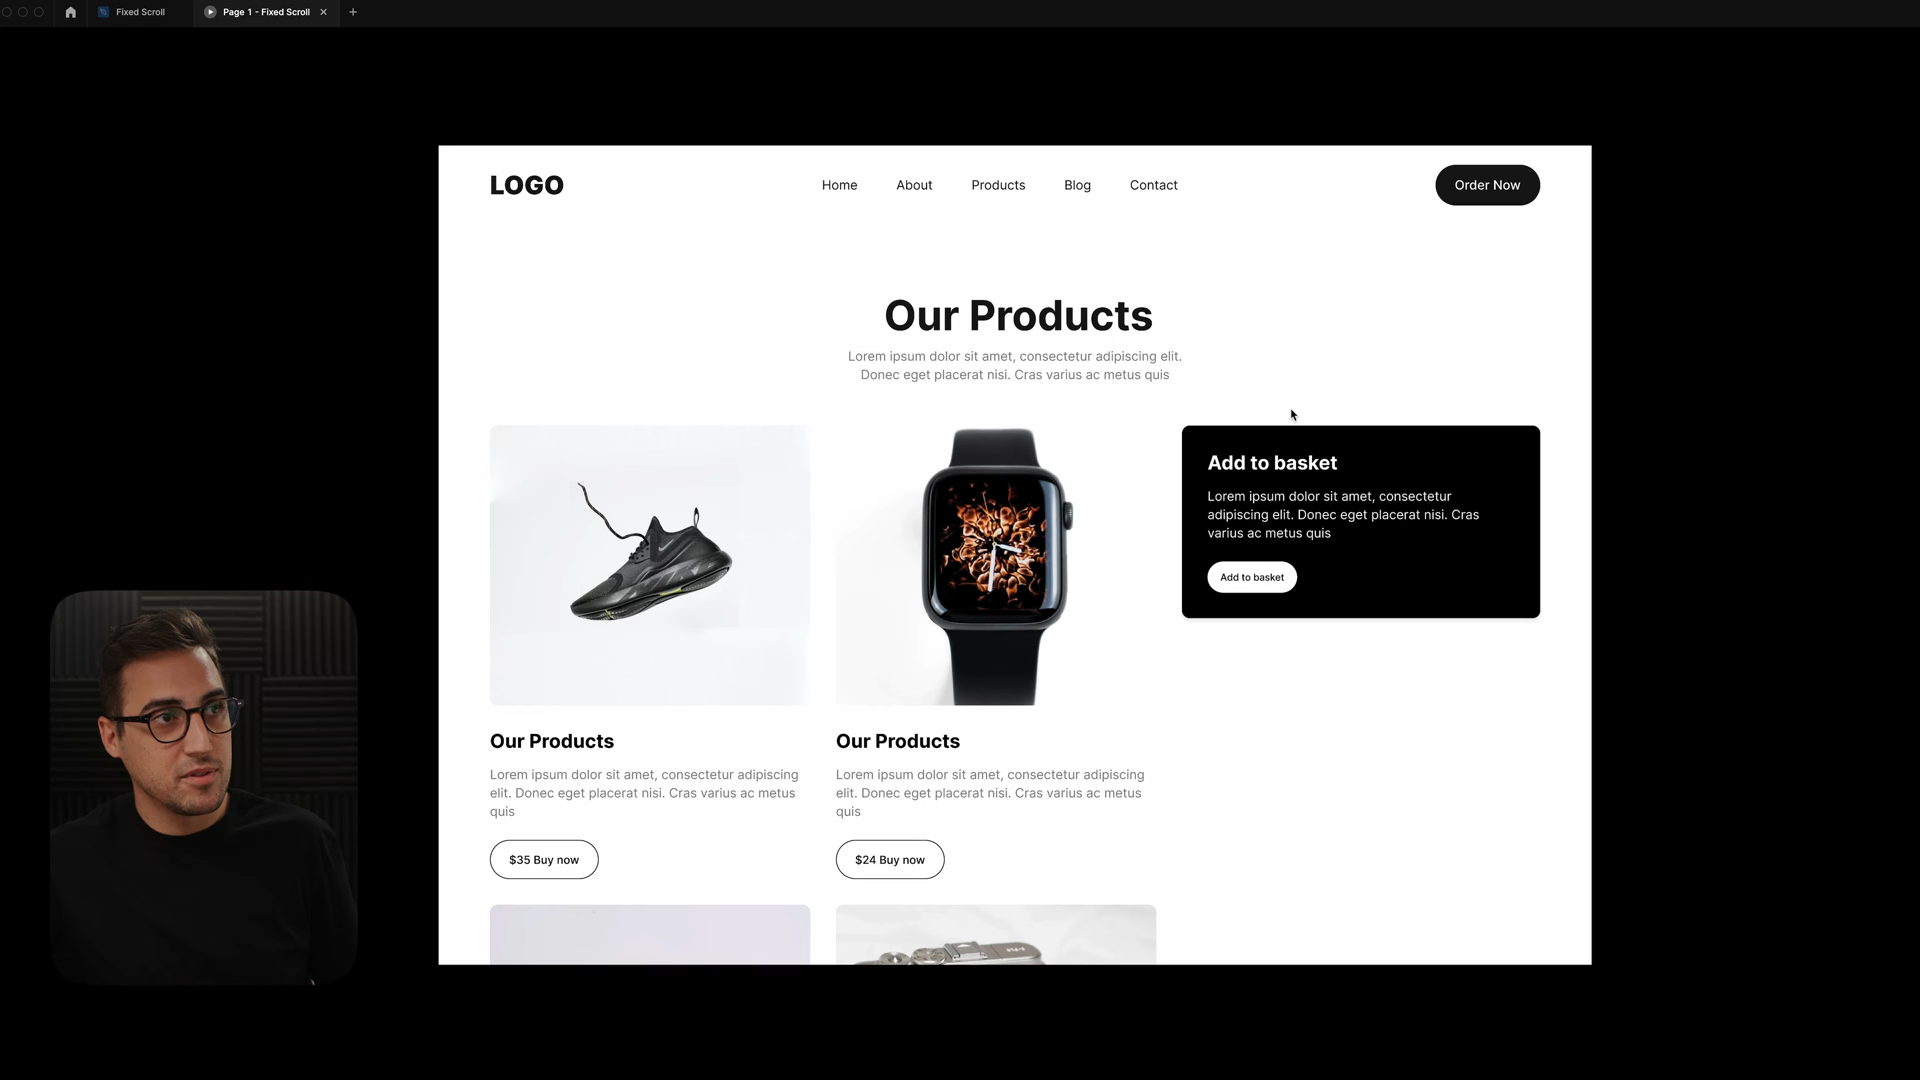 Fixed Scroll
Page 1 - Fixed Scroll
LOGO
Home
About
Products
Blog
Contact
Order Now
Our Products
Lorem ipsum dolor sit amet, consectetur adipiscing elit.
Donec eget placerat nisi. Cras varius ac metus quis
Add to basket
Lorem ipsum dolor sit amet, consectetur
adipiscing elit. Donec eget placerat nisi. Cras
varius ac metus quis
Add to basket
Our Products
Lorem ipsum dolor sit amet, consectetur adipiscing
elit. Donec eget placerat nisi. Cras varius ac metus
quis
$35 Buy now
Our Products
Lorem ipsum dolor sit amet, consectetur adipiscing
elit. Donec eget placerat nisi. Cras varius ac metus
quis
$24 Buy now